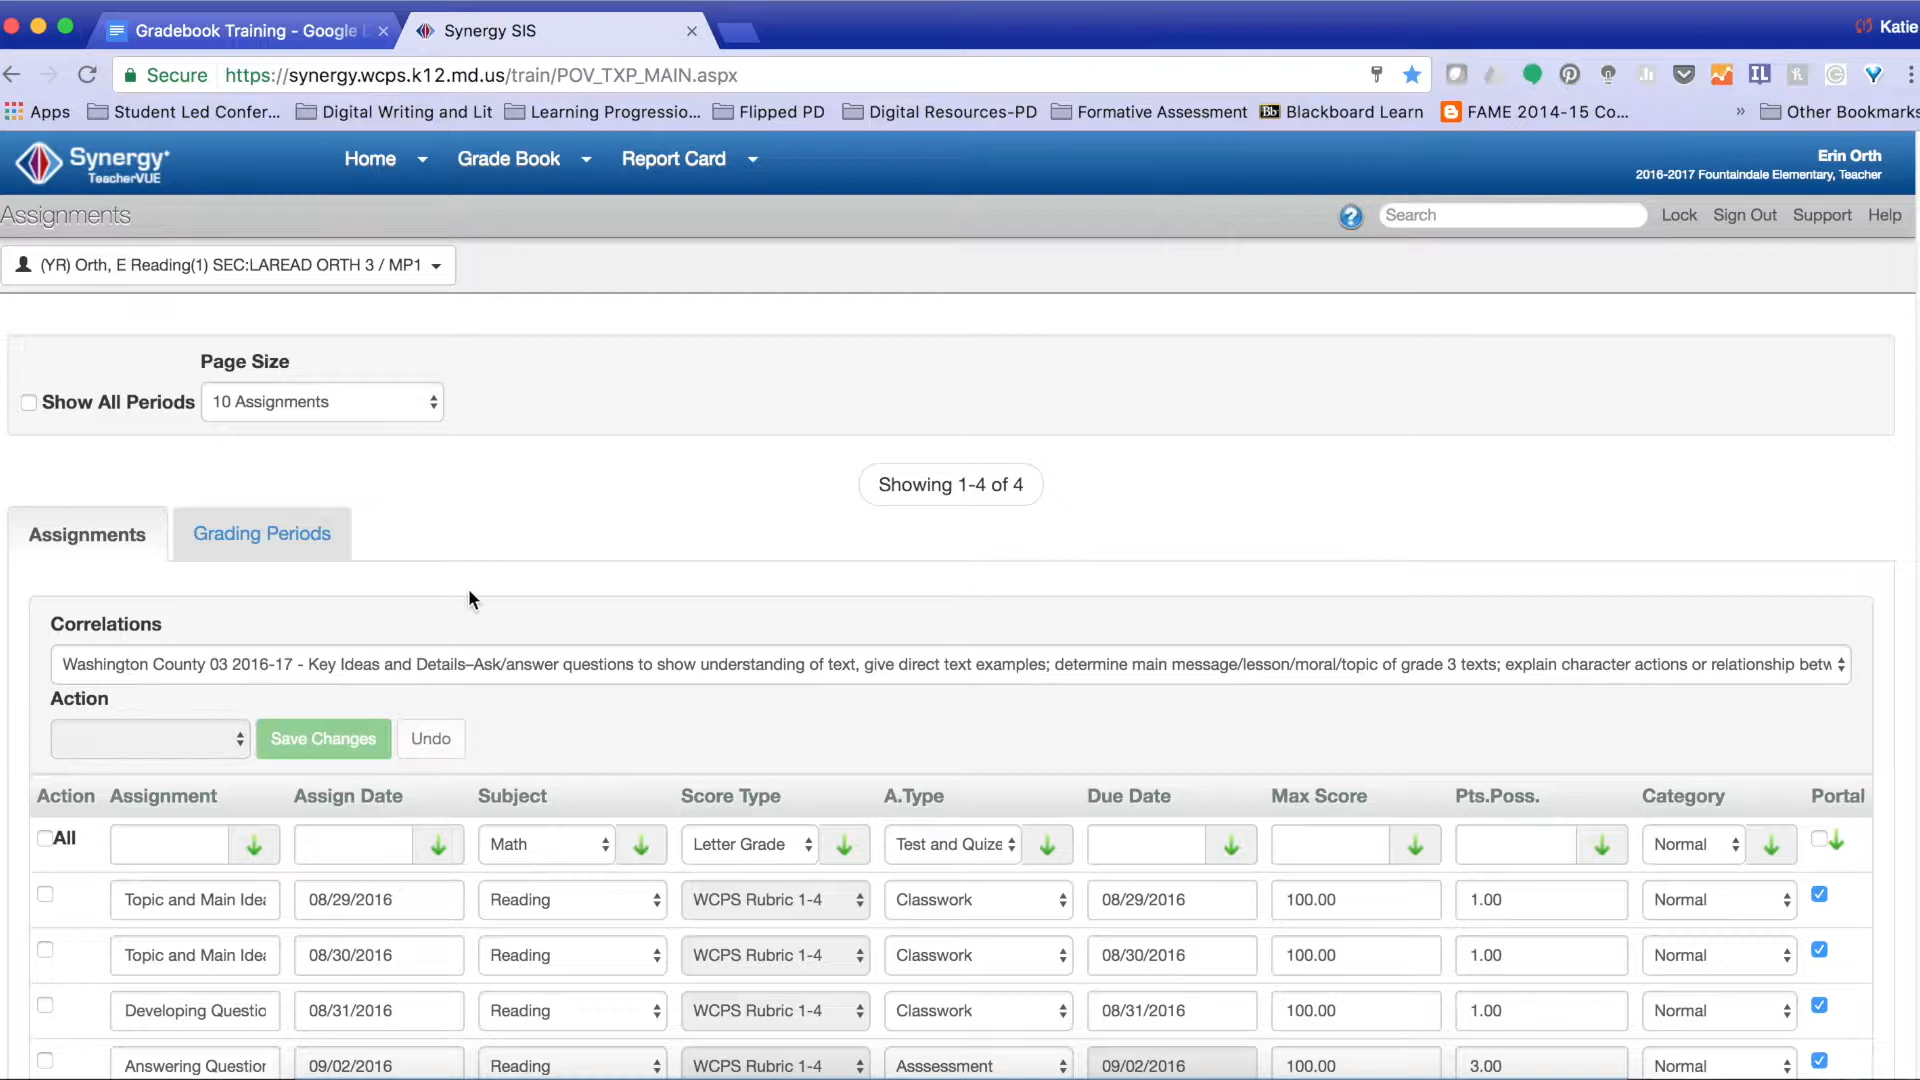 Gradebook Training - Google
Synergy SIS
Katie
Secure https://synergy.wcps.k12.md.us/train/POV_TXP_MAIN.aspx
IL
Apps Student Led Confer... Digital Writing and Lit Learning Progressio... Flipped PD Digital Resources-PD Formative Assessment Bb Blackboard Learn FAME 2014-15 Co... » Other Bookmarks
Synergy
TeacherVUE
Home Grade Book Report Card
Erin Orth
2016-2017 Fountaindale Elementary, Teacher
Assignments
? Search Lock Sign Out Support Help
(YR) Orth, E Reading(1) SEC:LAREAD ORTH 3 / MP1
Page Size
Show All Periods 10 Assignments
Showing 1-4 of 4
Assignments Grading Periods
Correlations
Washington County 03 2016-17 - Key Ideas and Details–Ask/answer questions to show understanding of text, give direct text examples; determine main message/lesson/moral/topic of grade 3 texts; explain character actions or relationship betw
Action
Save Changes Undo
Action Assignment Assign Date Subject Score Type A.Type Due Date Max Score Pts.Poss. Category Portal
All Math Letter Grade Test and Quize Normal
Topic and Main Idea 08/29/2016 Reading WCPS Rubric 1-4 Classwork 08/29/2016 100.00 1.00 Normal
Topic and Main Idea 08/30/2016 Reading WCPS Rubric 1-4 Classwork 08/30/2016 100.00 1.00 Normal
Developing Questio 08/31/2016 Reading WCPS Rubric 1-4 Classwork 08/31/2016 100.00 1.00 Normal
Answering Question 09/02/2016 Reading WCPS Rubric 1-4 Asssessment 09/02/2016 100.00 3.00 Normal